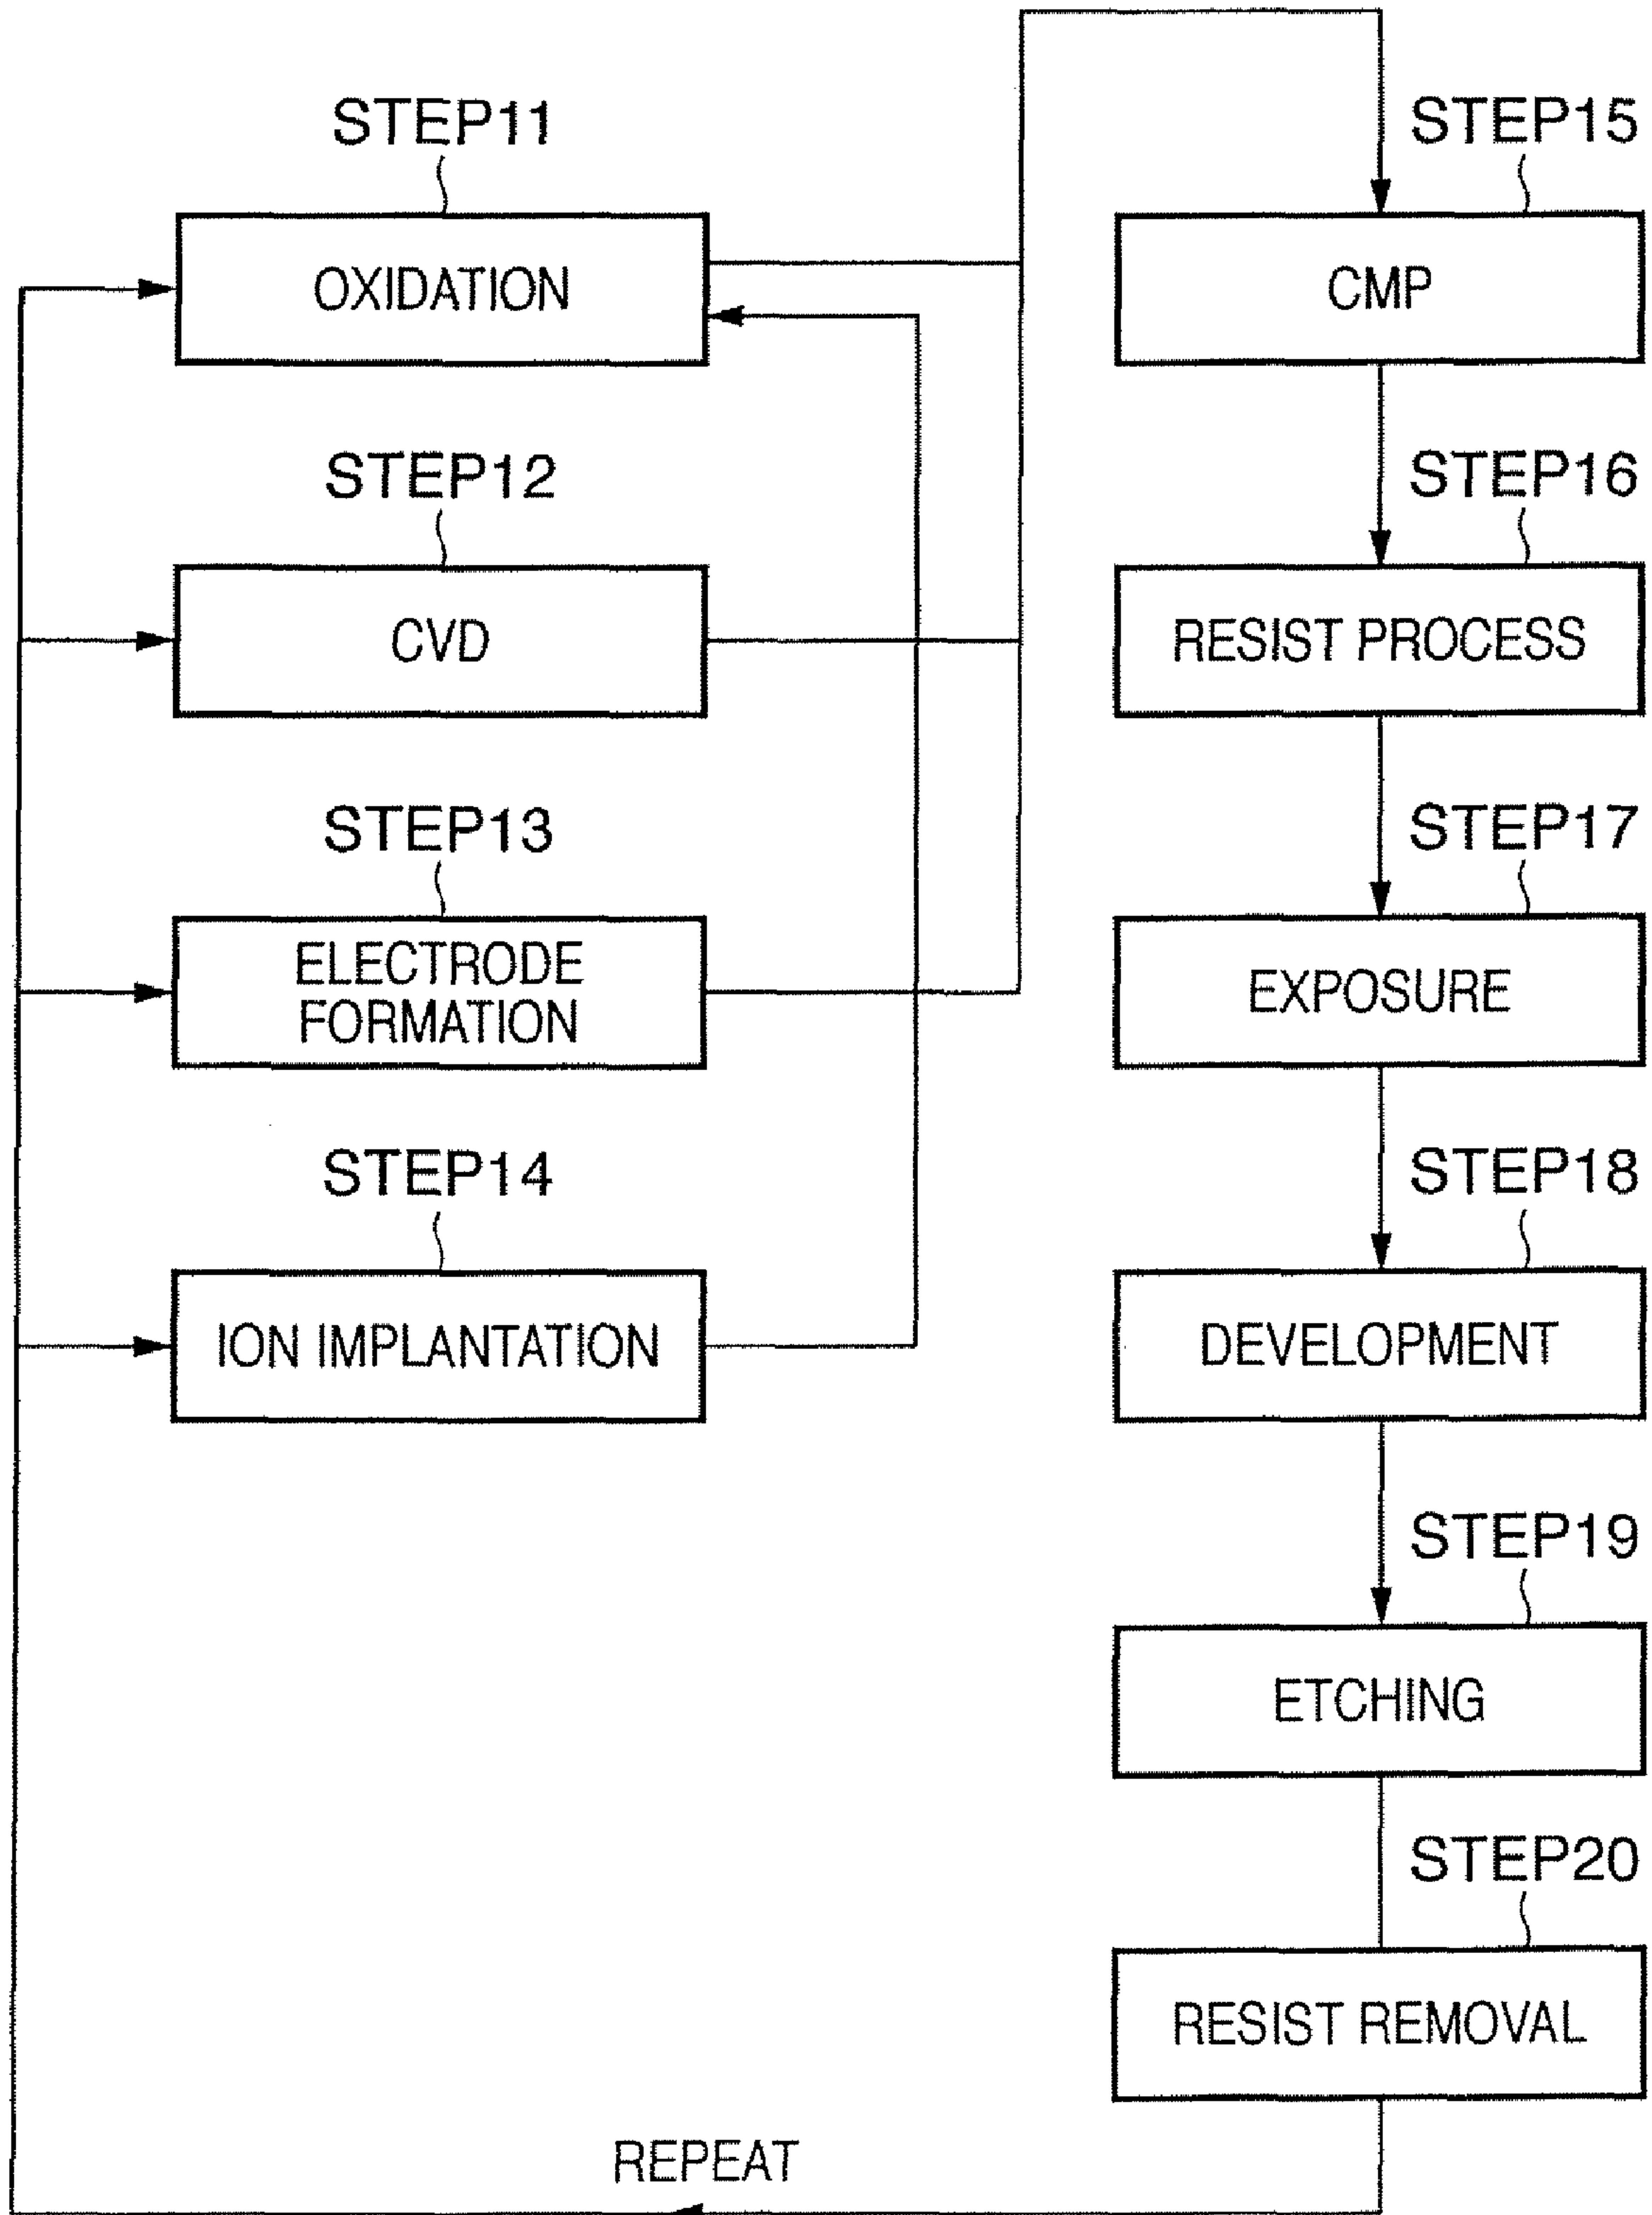 STEP11
OXIDATION
STEP12
CVD
STEP13
ELECTRODE
FORMATION
STEP14
ION IMPLANTATION
STEP15
CMP
STEP16
RESIST PROCESS
STEP17
EXPOSURE
STEP18
DEVELOPMENT
STEP19
ETCHING
STEP20
RESIST REMOVAL
REPEAT